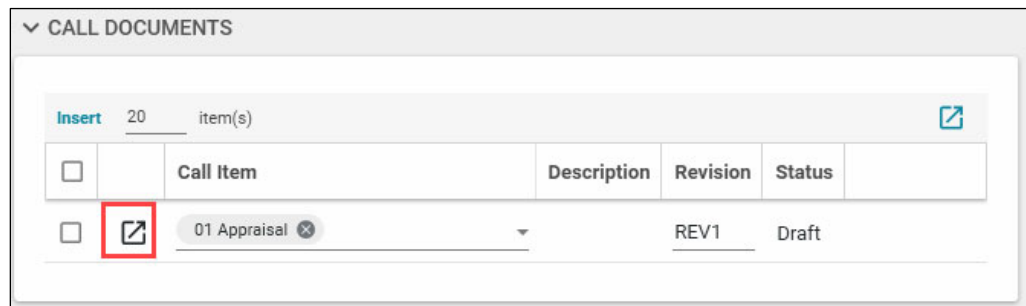 CALL DOCUMENTS
Insert 20 item(s)
Call Item Description Revision Status
01 Appraisal REV1 Draft